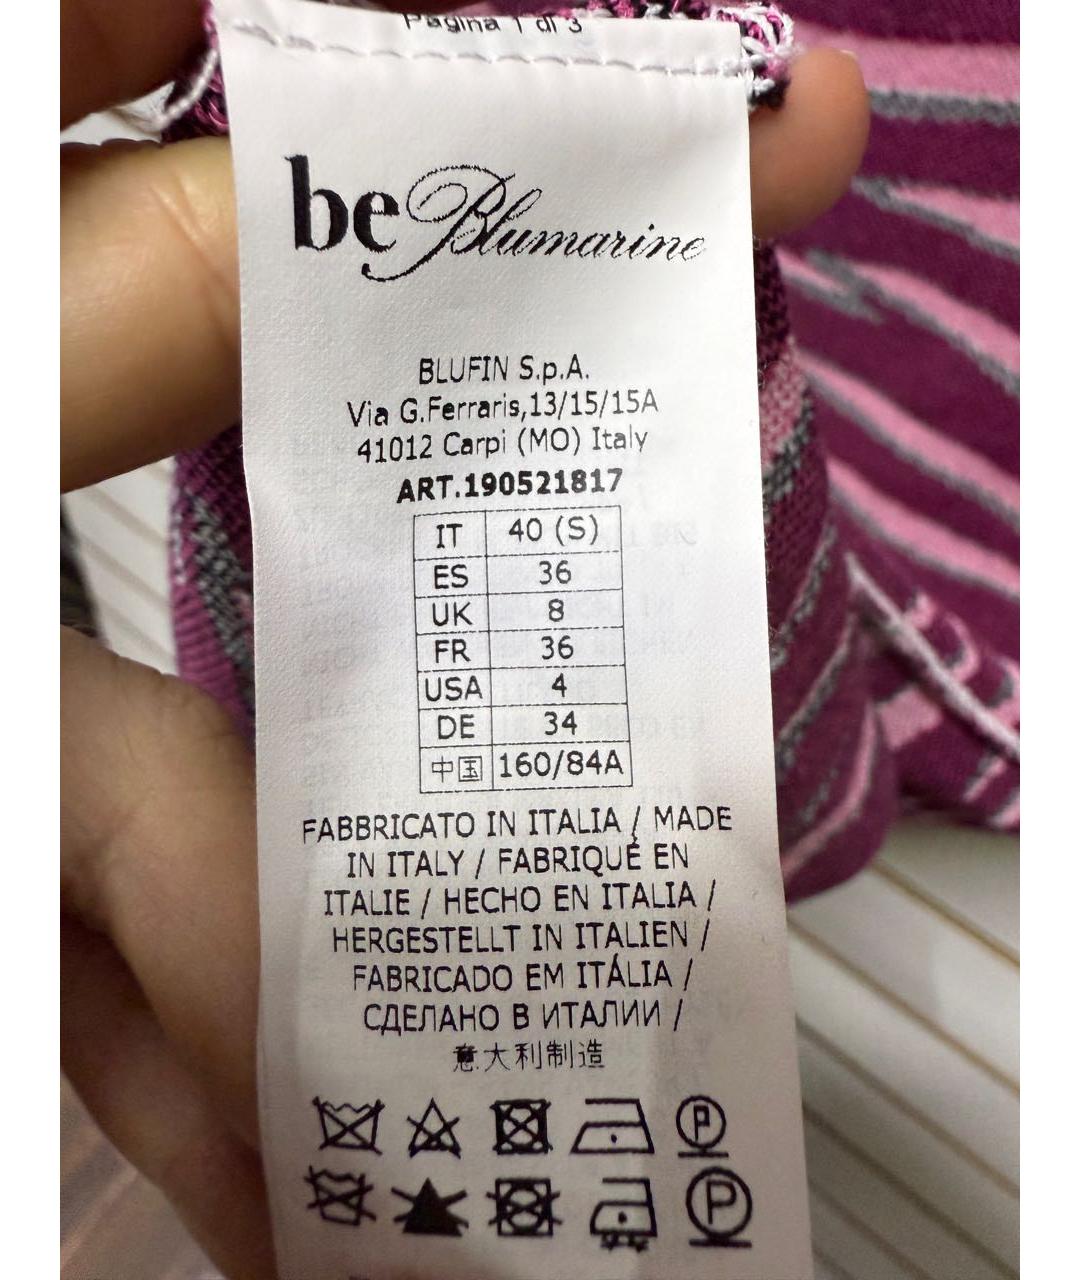 Pagina 1 di 3
be Blumarine
BLUFIN S.p.A.
Via G.Ferraris,13/15/15A
41012 Carpi (MO) Italy
ART.190521817
IT 40 (S)
ES 36
UK 8
FR 36
USA 4
DE 34
中国 160/84A
FABBRICATO IN ITALIA / MADE
IN ITALY / FABRIQUÉ EN
ITALIE / HECHO EN ITALIA /
HERGESTELLT IN ITALIEN /
FABRICADO EM ITÁLIA /
СДЕЛАНО В ИТАЛИИ /
意大利制造
P
P